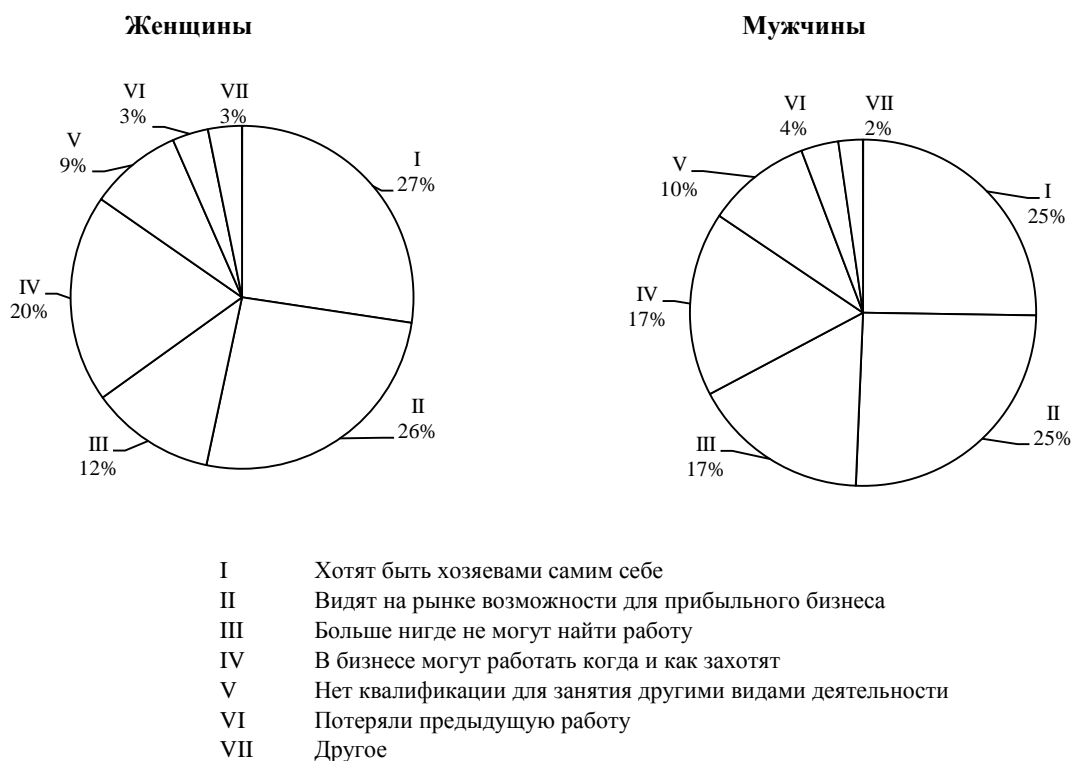 Женщины
VI
3%
VII
3%
V
9%
I
27%
IV
20%
II
26%
III
12%
Мужчины
VI
4%
VII
2%
V
10%
I
25%
IV
17%
II
25%
III
17%
I Хотят быть хозяевами самим себе
II Видят на рынке возможности для прибыльного бизнеса
III Больше нигде не могут найти работу
IV В бизнесе могут работать когда и как захотят
V Нет квалификации для занятия другими видами деятельности
VI Потеряли предыдущую работу
VII Другое